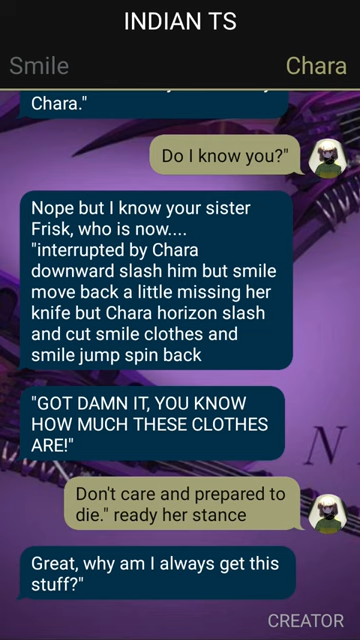 INDIAN TS
Smile
Chara
Chara."
Do I know you?"
Nope but I know your sister
Frisk, who is now....
"interrupted by Chara
downward slash him but smile
move back a little missing her
knife but Chara horizon slash
and cut smile clothes and
smile jump spin back
"GOT DAMN IT, YOU KNOW
HOW MUCH THESE CLOTHES
ARE!"
N
Don't care and prepared to
die." ready her stance
Great, why am I always get this
stuff?"
CREATOR